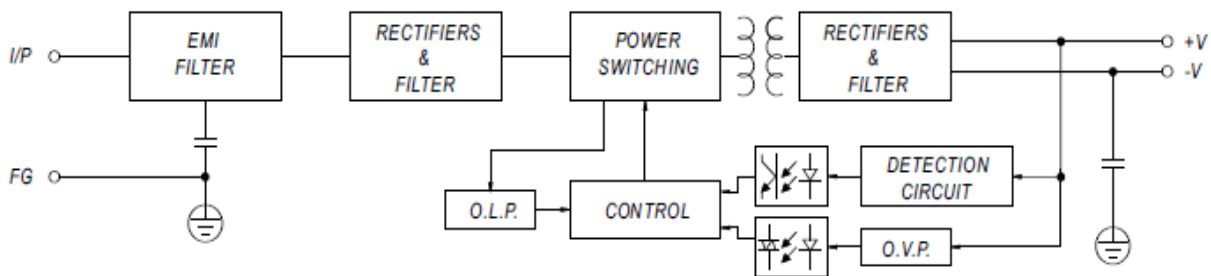 I/P
EMI
FILTER
RECTIFIERS
&
FILTER
POWER
SWITCHING
RECTIFIERS
&
FILTER
+V
-V
FG
O.L.P.
CONTROL
DETECTION
CIRCUIT
O.V.P.